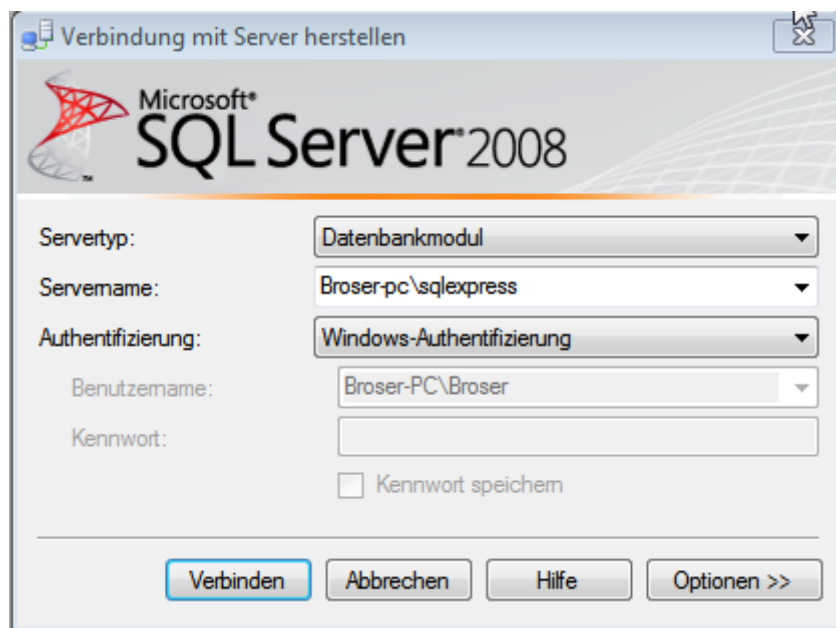 Verbindung mit Server herstellen
Microsoft®
SQL Server® 2008
™
Servertyp: Datenbankmodul
Servername: Broser-pc\sqlexpress
Authentifizierung: Windows-Authentifizierung
Benutzername: Broser-PC\Broser
Kennwort:
Kennwort speichern
Verbinden Abbrechen Hilfe Optionen >>